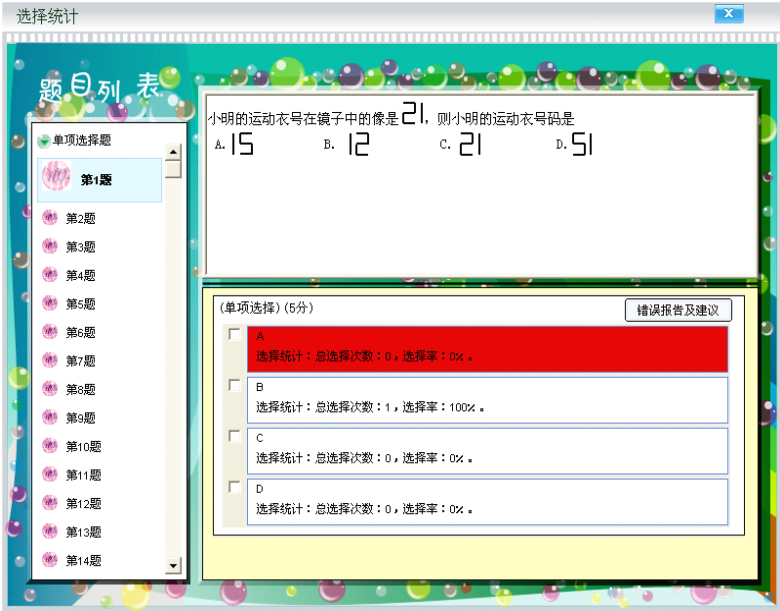 选择统计
X
题目列表
单项选择题
第1题
第2题
第3题
第4题
第5题
第6题
第7题
第8题
第9题
第10题
第11题
第12题
第13题
第14题
小明的运动衣号在镜子中的像是21，则小明的运动衣号码是
A.15 B.12 C.21 D.51
(单项选择)(5分)
错误报告及建议
A
选择统计：总选择次数：0，选择率：0%。
B
选择统计：总选择次数：1，选择率：100%。
C
选择统计：总选择次数：0，选择率：0%。
D
选择统计：总选择次数：0，选择率：0%。